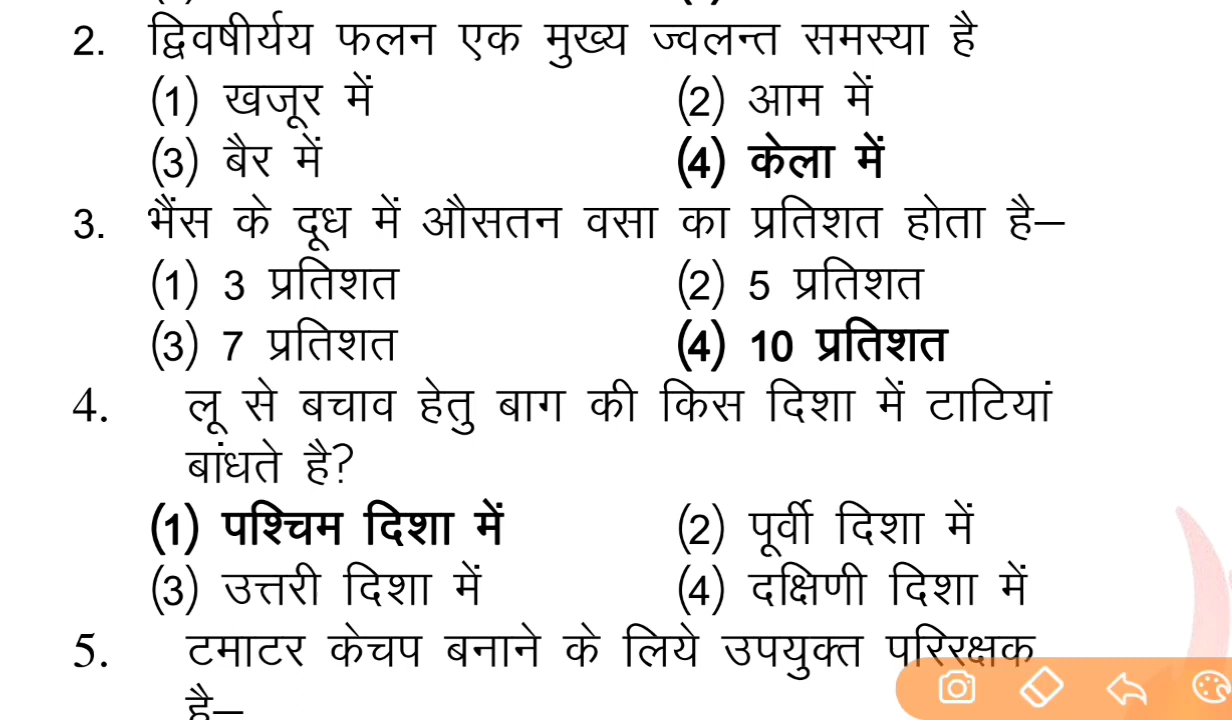 2. द्विवषीर्यय फलन एक मुख्य ज्वलन्त समस्या है
(1) खजूर में (2) आम में
(3) बैर में (4) केला में
3. भैंस के दूध में औसतन वसा का प्रतिशत होता है–
(1) 3 प्रतिशत (2) 5 प्रतिशत
(3) 7 प्रतिशत (4) 10 प्रतिशत
4. लू से बचाव हेतु बाग की किस दिशा में टाटियां
बांधते है?
(1) पश्चिम दिशा में (2) पूर्वी दिशा में
(3) उत्तरी दिशा में (4) दक्षिणी दिशा में
5. टमाटर केचप बनाने के लिये उपयुक्त परिरक्षक
है–